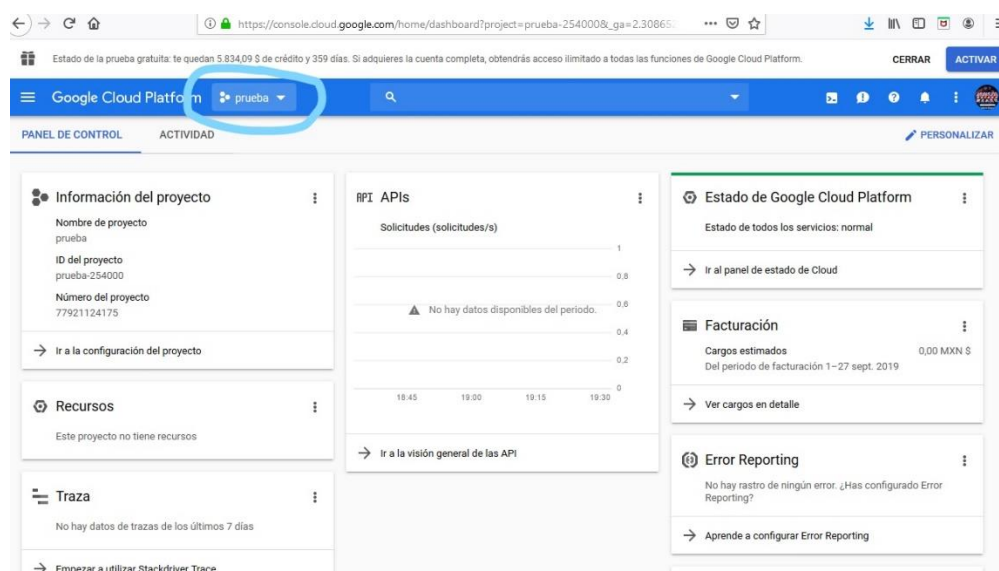 https://console.cloud.google.com/home/dashboard?project=prueba-254000&_ga=2.30865
Estado de la prueba gratuita: te quedan 5.834,09 $ de crédito y 359 días. Si adquieres la cuenta completa, obtendrás acceso ilimitado a todas las funciones de Google Cloud Platform.
CERRAR
ACTIVAR
Google Cloud Platform
prueba
PANEL DE CONTROL
ACTIVIDAD
PERSONALIZAR
Información del proyecto
Nombre de proyecto
prueba
ID del proyecto
prueba-254000
Número del proyecto
77921124175
Ir a la configuración del proyecto
Recursos
Este proyecto no tiene recursos
Traza
No hay datos de trazas de los últimos 7 días
Empezar a utilizar Stackdriver Trace
API APIs
Solicitudes (solicitudes/s)
1
0,8
0,6
No hay datos disponibles del periodo.
0,4
0,2
0
18:45 19:00 19:15 19:30
Ir a la visión general de las API
Estado de Google Cloud Platform
Estado de todos los servicios: normal
Ir al panel de estado de Cloud
Facturación
Cargos estimados 0,00 MXN $
Del periodo de facturación 1–27 sept. 2019
Ver cargos en detalle
Error Reporting
No hay rastro de ningún error. ¿Has configurado Error
Reporting?
Aprende a configurar Error Reporting